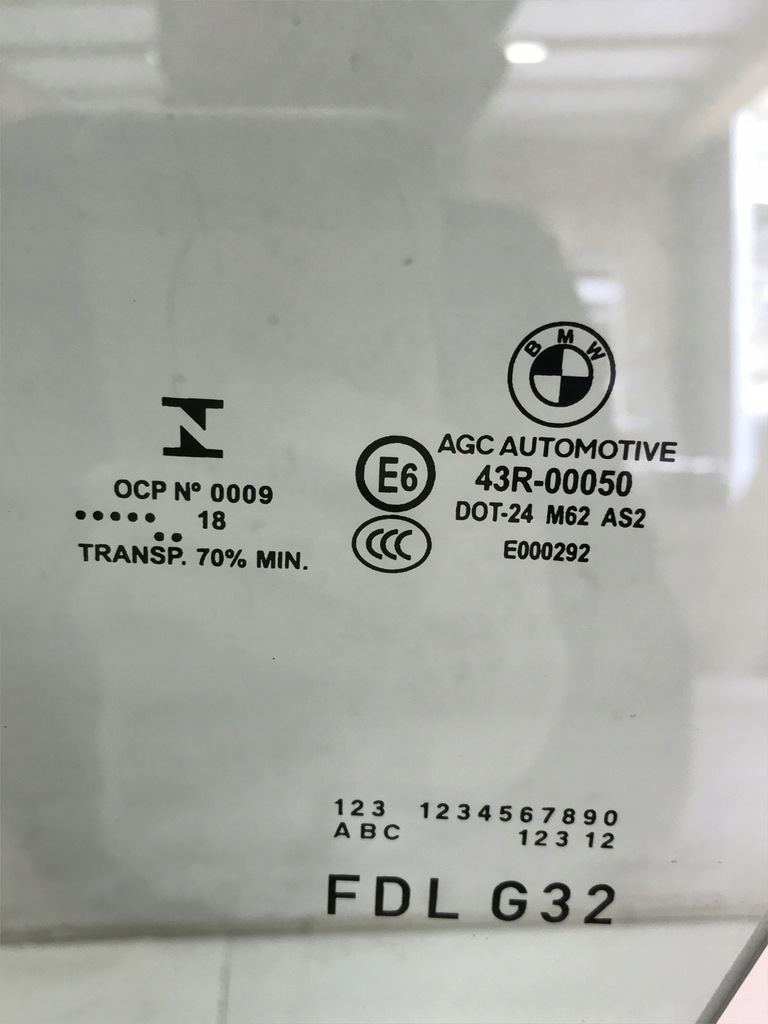 BMW
AGC AUTOMOTIVE
E6 43R-00050
DOT-24 M62 AS2
CCC E000292
OCP Nº 0009
••••• 18
••
TRANSP. 70% MIN.
123 1234567890
ABC 123 12
FDL G32